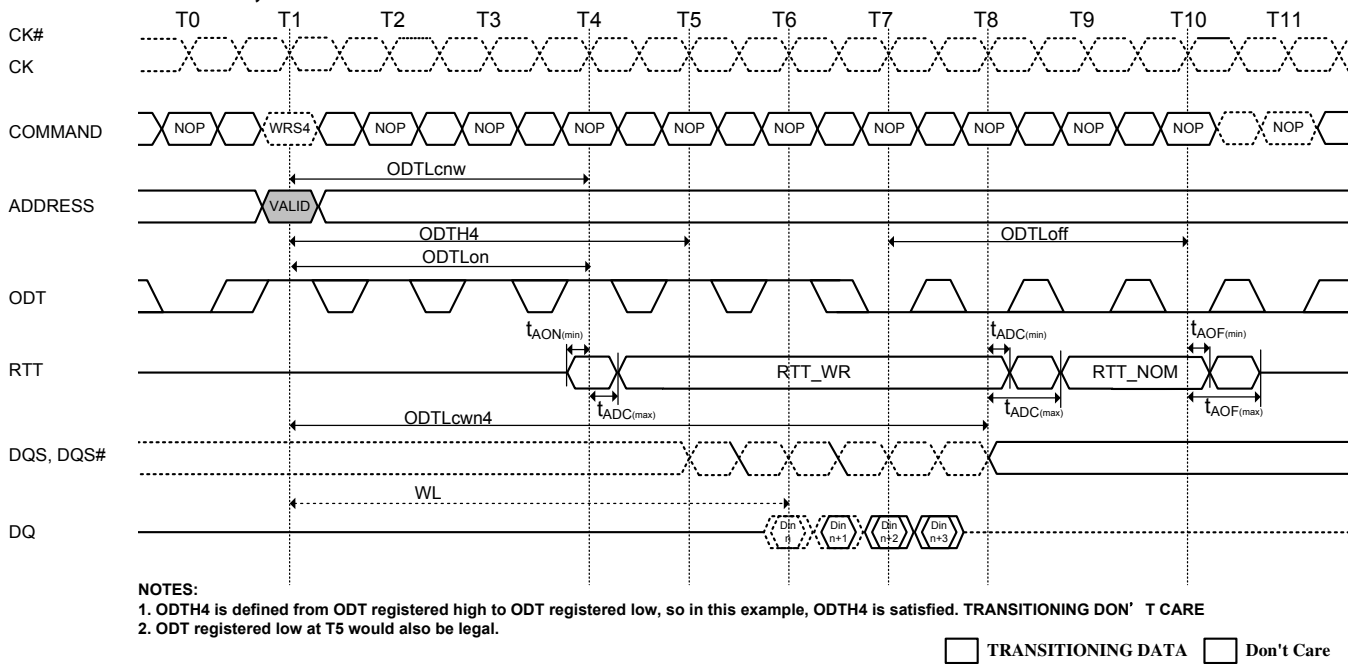 T0 T1 T2 T3 T4 T5 T6 T7 T8 T9 T10 T11
CK#
CK
COMMAND NOP WRS4 NOP NOP NOP NOP NOP NOP NOP NOP NOP NOP
ODTLcnw
ADDRESS VALID
ODTH4 ODTLoff
ODTLon
ODT
tAON(min) tADC(min) tAOF(min)
RTT RTT_WR RTT_NOM
tADC(max) tADC(max) tAOF(max)
ODTLcwn4
DQS, DQS#
WL
DQ Din n Din n+1 Din n+2 Din n+3
NOTES:
1. ODTH4 is defined from ODT registered high to ODT registered low, so in this example, ODTH4 is satisfied. TRANSITIONING DON' T CARE
2. ODT registered low at T5 would also be legal.
TRANSITIONING DATA Don't Care